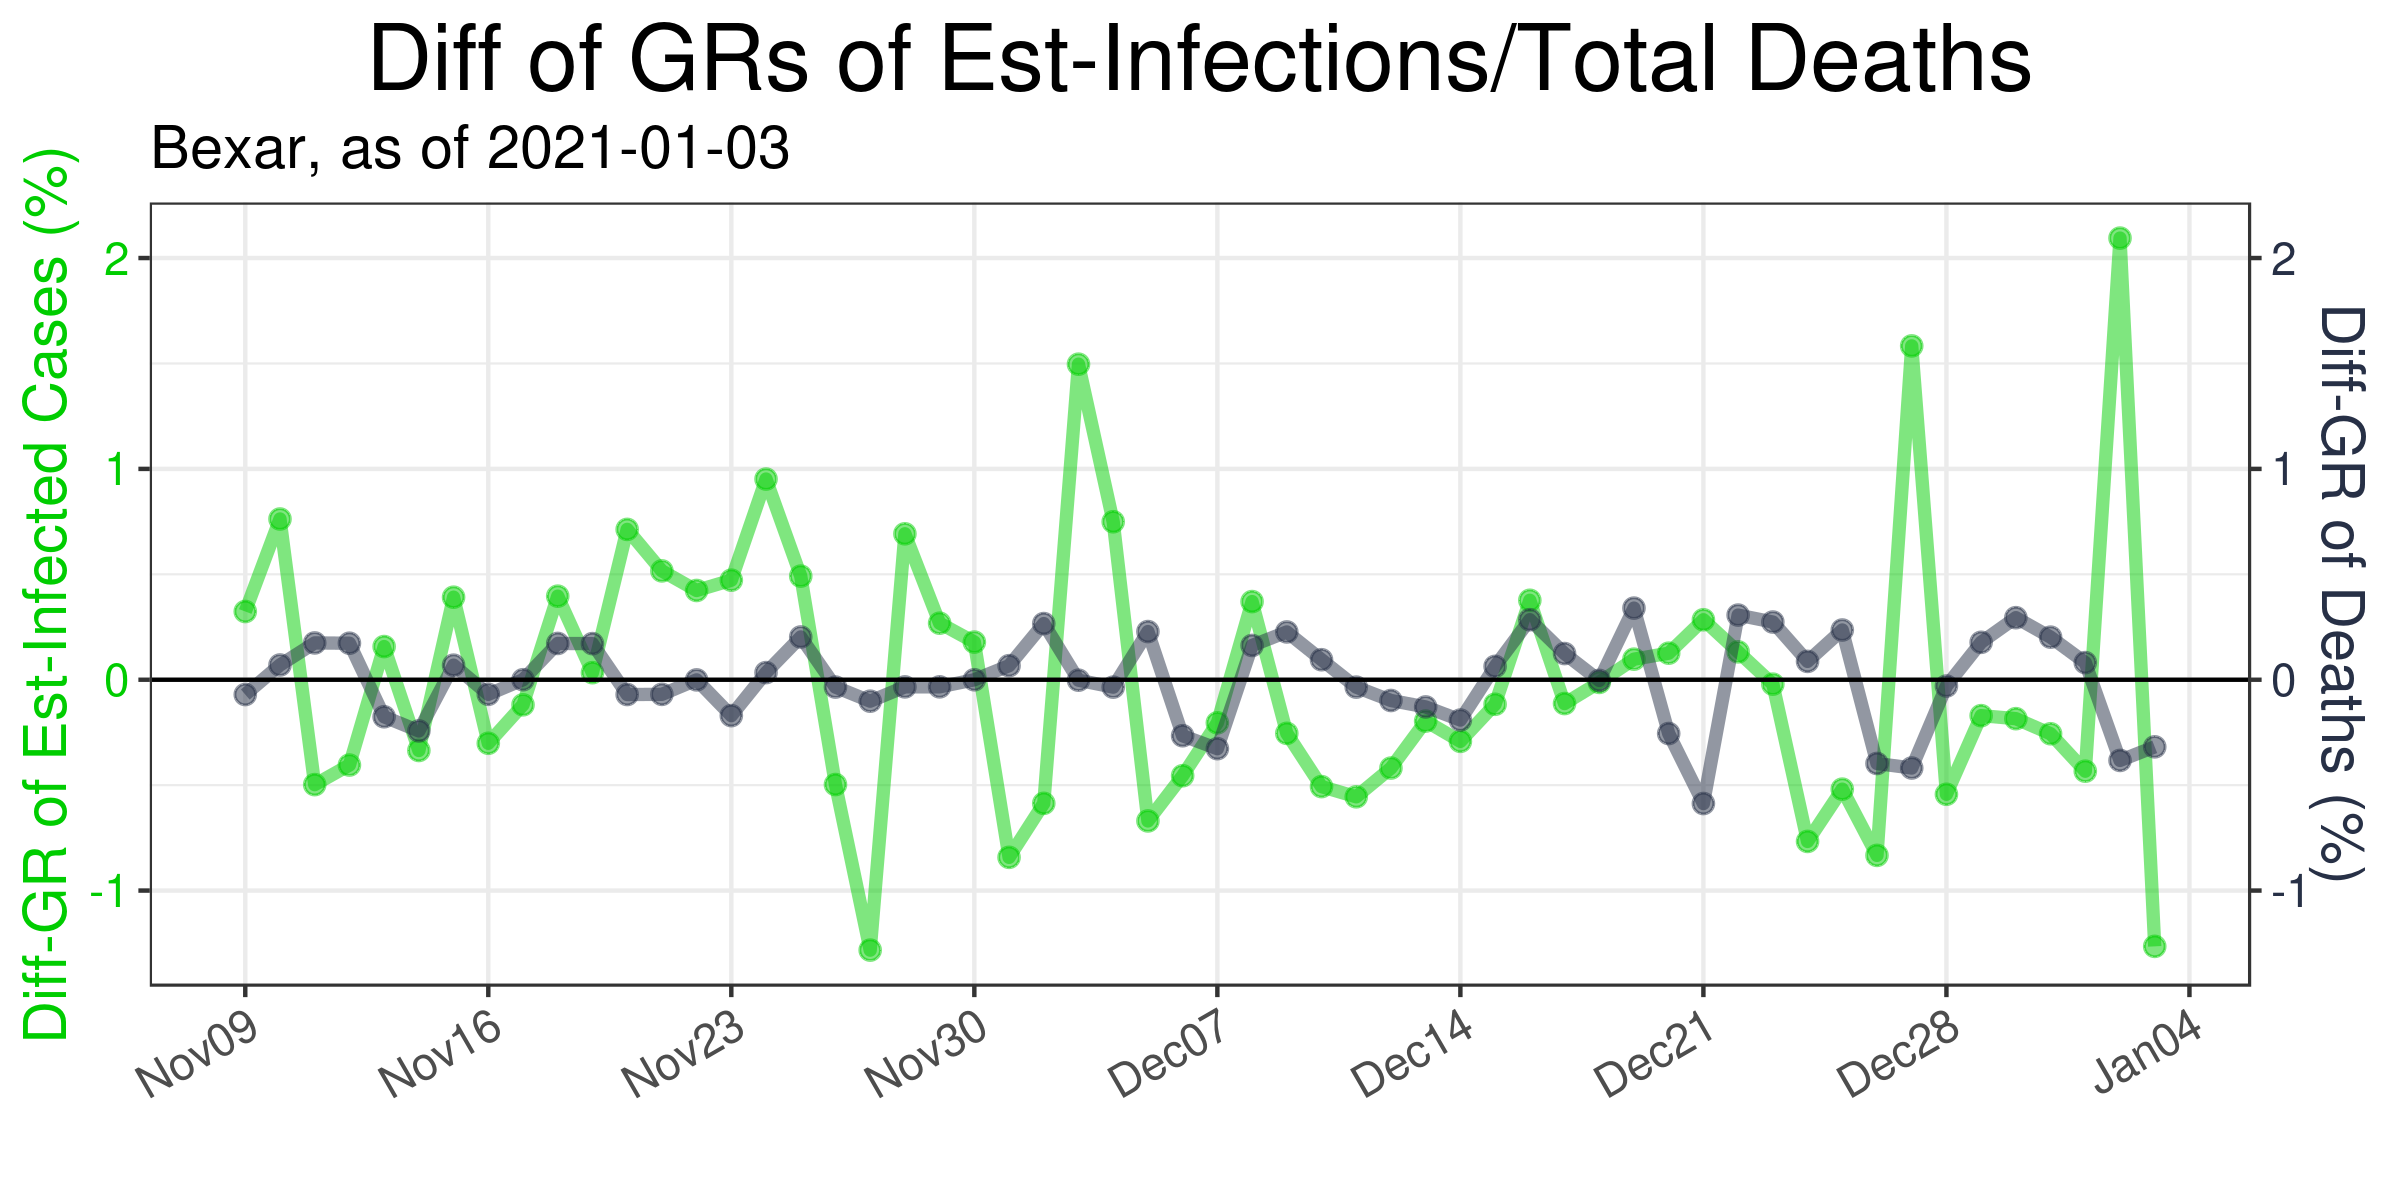 Diff of GRs of Est-Infections/Total Deaths
Bexar, as of 2021-01-03
Diff-GR of Est-Infected Cases (%)
2
1
0
-1
2
1
0
-1
Diff-GR of Deaths (%)
Nov09
Nov16
Nov23
Nov30
Dec07
Dec14
Dec21
Dec28
Jan04